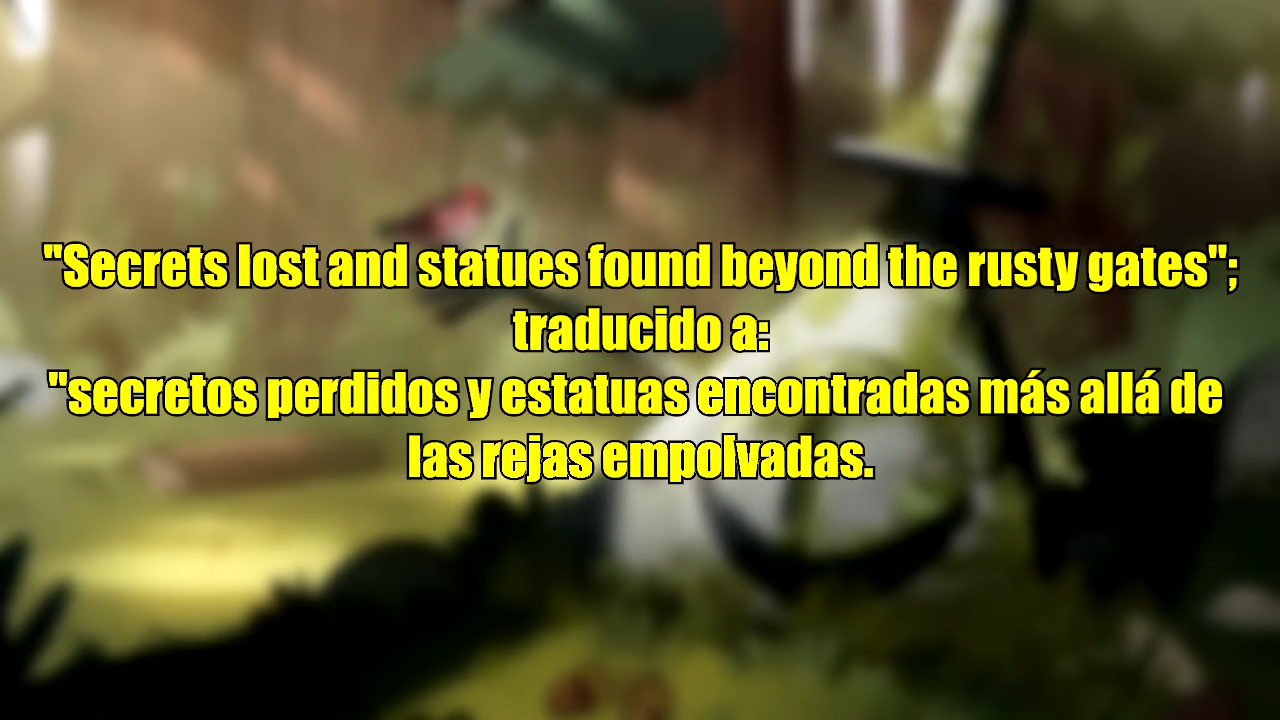 "Secrets lost and statues found beyond the rusty gates";
traducido a:
"secretos perdidos y estatuas encontradas más allá de
las rejas empolvadas.